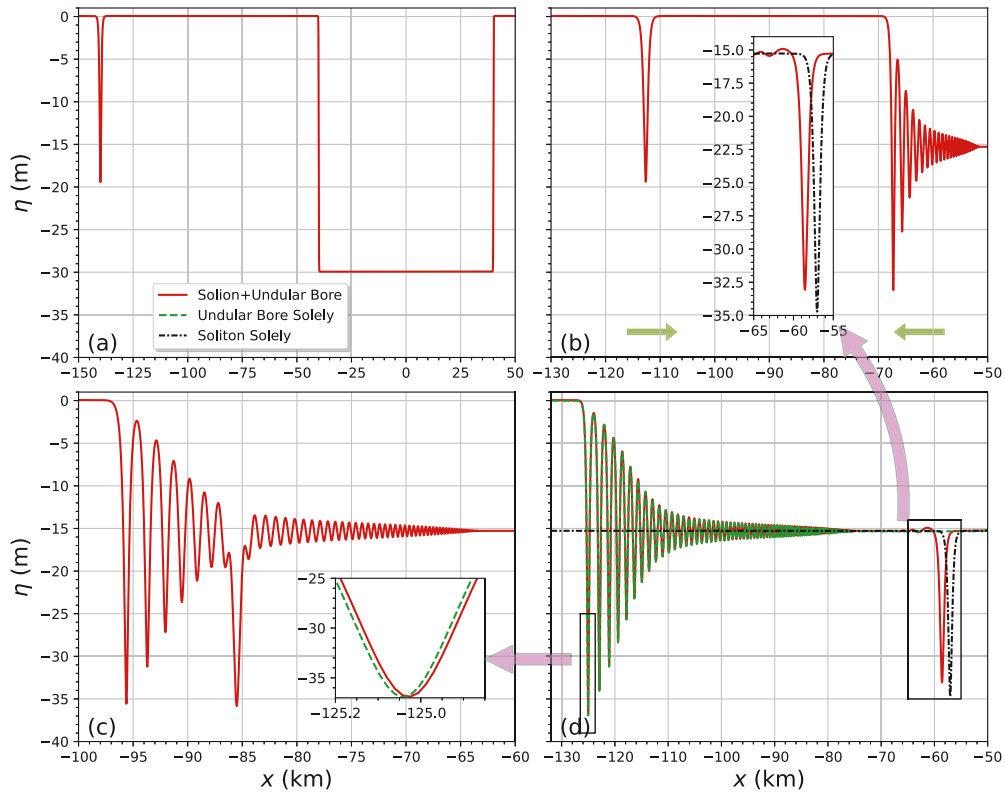 0
−5
−10
−15
−20
−25
−30
−35
−40
η (m)
−150 −125 −100 −75 −50 −25 0 25 50
Solion+Undular Bore
Undular Bore Solely
Soliton Solely
(a)
−15.0
−17.5
−20.0
−22.5
−25.0
−27.5
−30.0
−32.5
−35.0
−65 −60 −55
η (m)
(b)
−130 −120 −110 −100 −90 −80 −70 −60 −50
0
−5
−10
−15
−20
−25
−30
−35
−40
η (m)
−25
−30
−35
−125.2 −125.0
(c)
−100 −95 −90 −85 −80 −75 −70 −65 −60
x (km)
η (m)
(d)
−130 −120 −110 −100 −90 −80 −70 −60 −50
x (km)